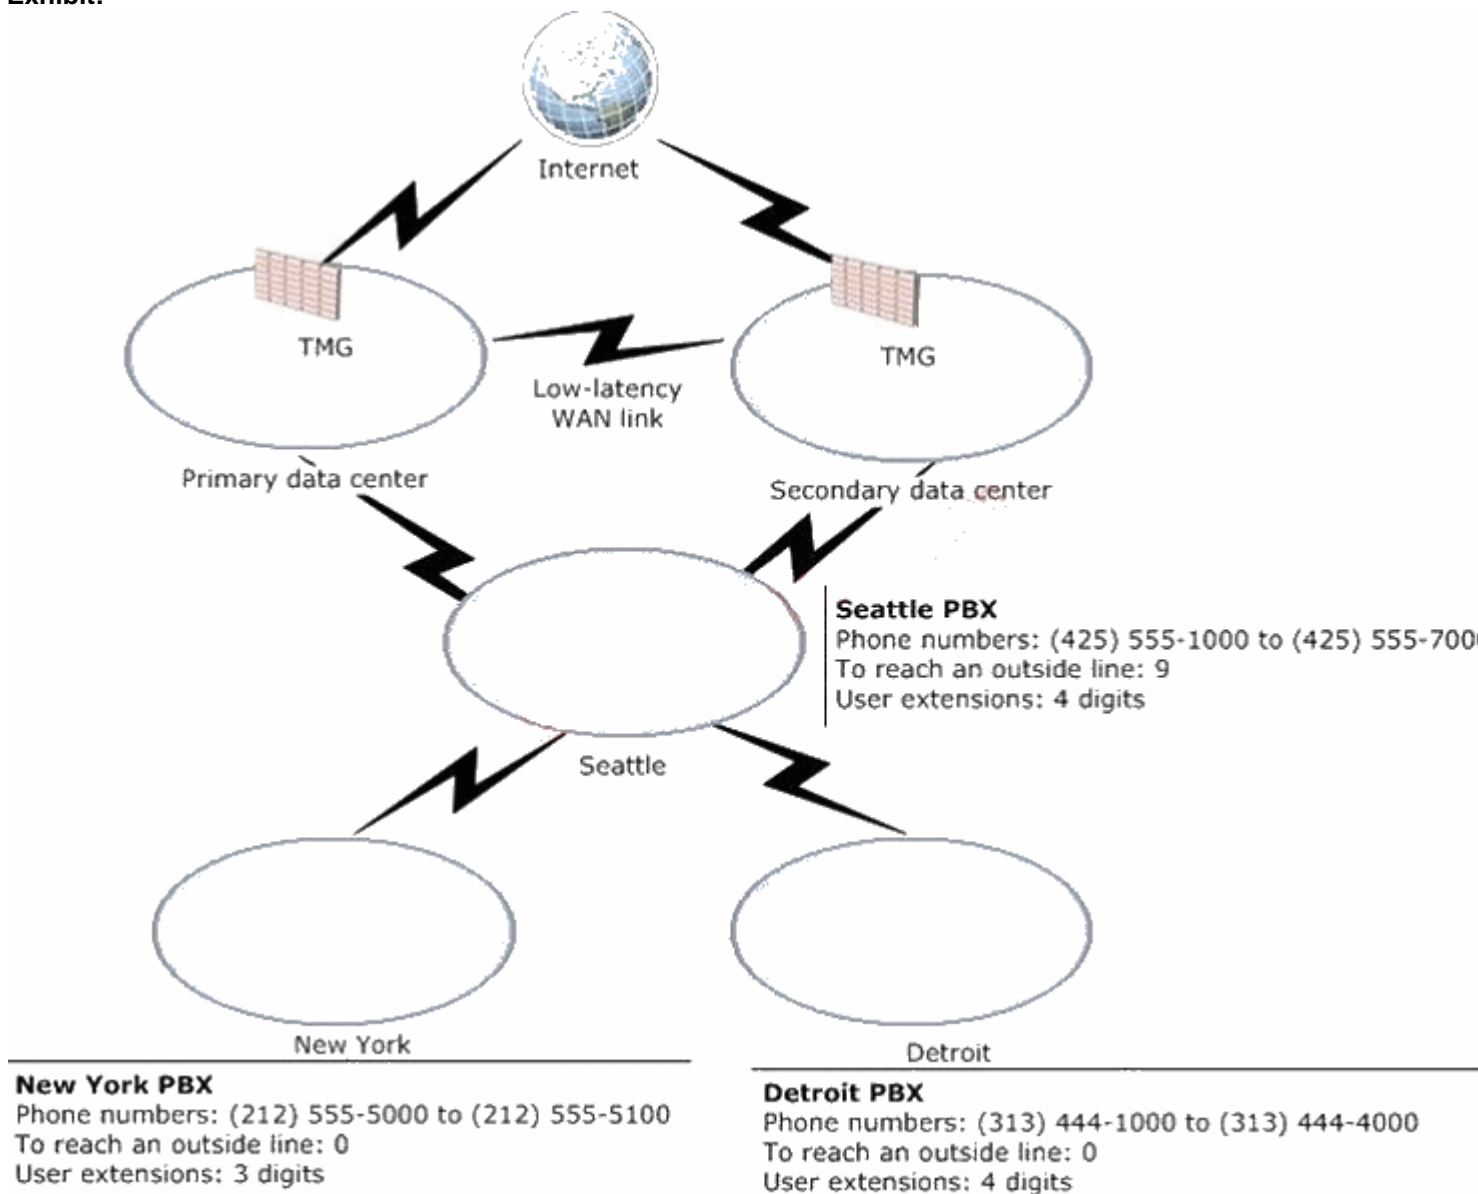 Exhibit:
Internet
TMG
TMG
Low-latency
WAN link
Primary data center
Secondary data center
Seattle PBX
Phone numbers: (425) 555-1000 to (425) 555-700
To reach an outside line: 9
User extensions: 4 digits
Seattle
New York
Detroit
New York PBX
Phone numbers: (212) 555-5000 to (212) 555-5100
To reach an outside line: 0
User extensions: 3 digits
Detroit PBX
Phone numbers: (313) 444-1000 to (313) 444-4000
To reach an outside line: 0
User extensions: 4 digits